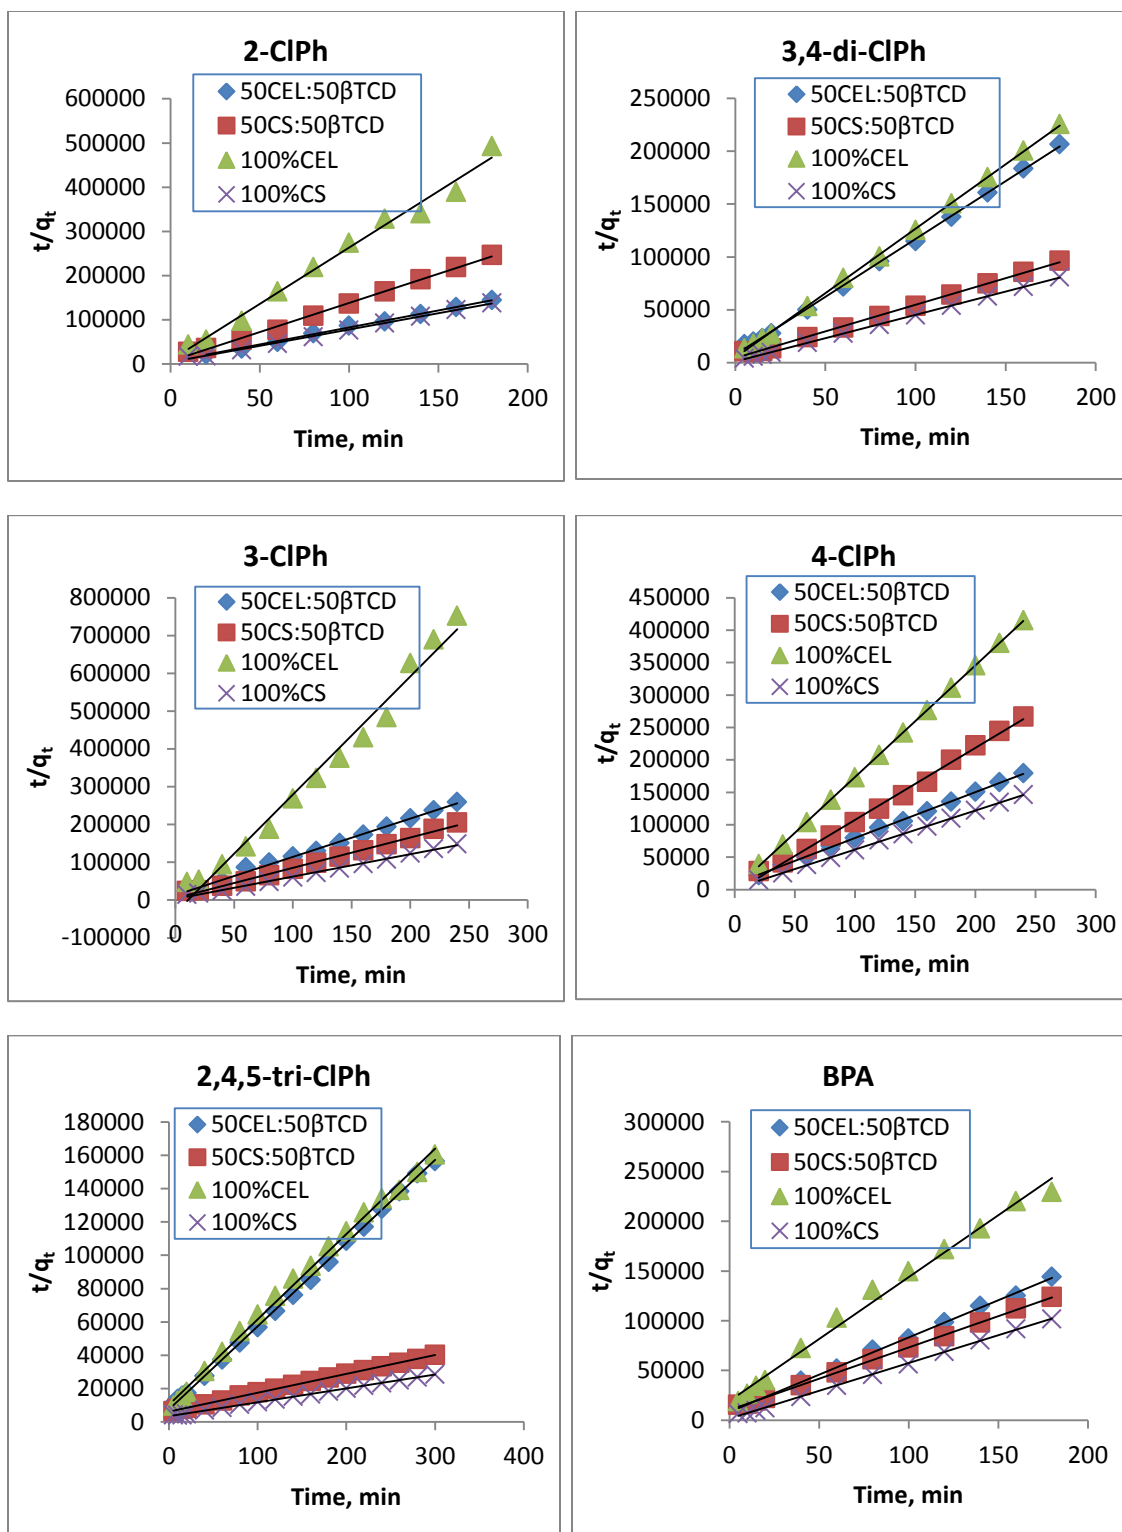 2-ClPh
50CEL:50βTCD
50CS:50βTCD
100%CEL
100%CS
600000
500000
400000
300000
200000
100000
0
t/qt
0 50 100 150 200
Time, min
3,4-di-ClPh
50CEL:50βTCD
50CS:50βTCD
100%CEL
100%CS
250000
200000
150000
100000
50000
0
t/qt
0 50 100 150 200
Time, min
3-ClPh
50CEL:50βTCD
50CS:50βTCD
100%CEL
100%CS
800000
700000
600000
500000
400000
300000
200000
100000
0
-100000
t/qt
0 50 100 150 200 250 300
Time, min
4-ClPh
50CEL:50βTCD
50CS:50βTCD
100%CEL
100%CS
450000
400000
350000
300000
250000
200000
150000
100000
50000
0
t/qt
0 50 100 150 200 250 300
Time, min
2,4,5-tri-ClPh
50CEL:50βTCD
50CS:50βTCD
100%CEL
100%CS
180000
160000
140000
120000
100000
80000
60000
40000
20000
0
t/qt
0 100 200 300 400
Time, min
BPA
50CEL:50βTCD
50CS:50βTCD
100%CEL
100%CS
300000
250000
200000
150000
100000
50000
0
t/qt
0 50 100 150 200
Time, min